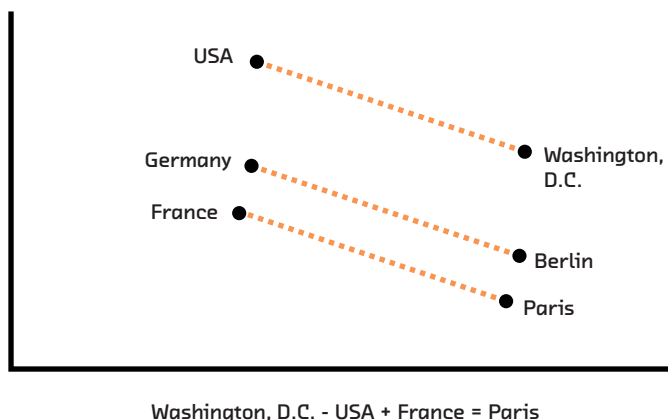 USA
Washington,
D.C.
Germany
France
Berlin
Paris
Washington, D.C. - USA + France = Paris